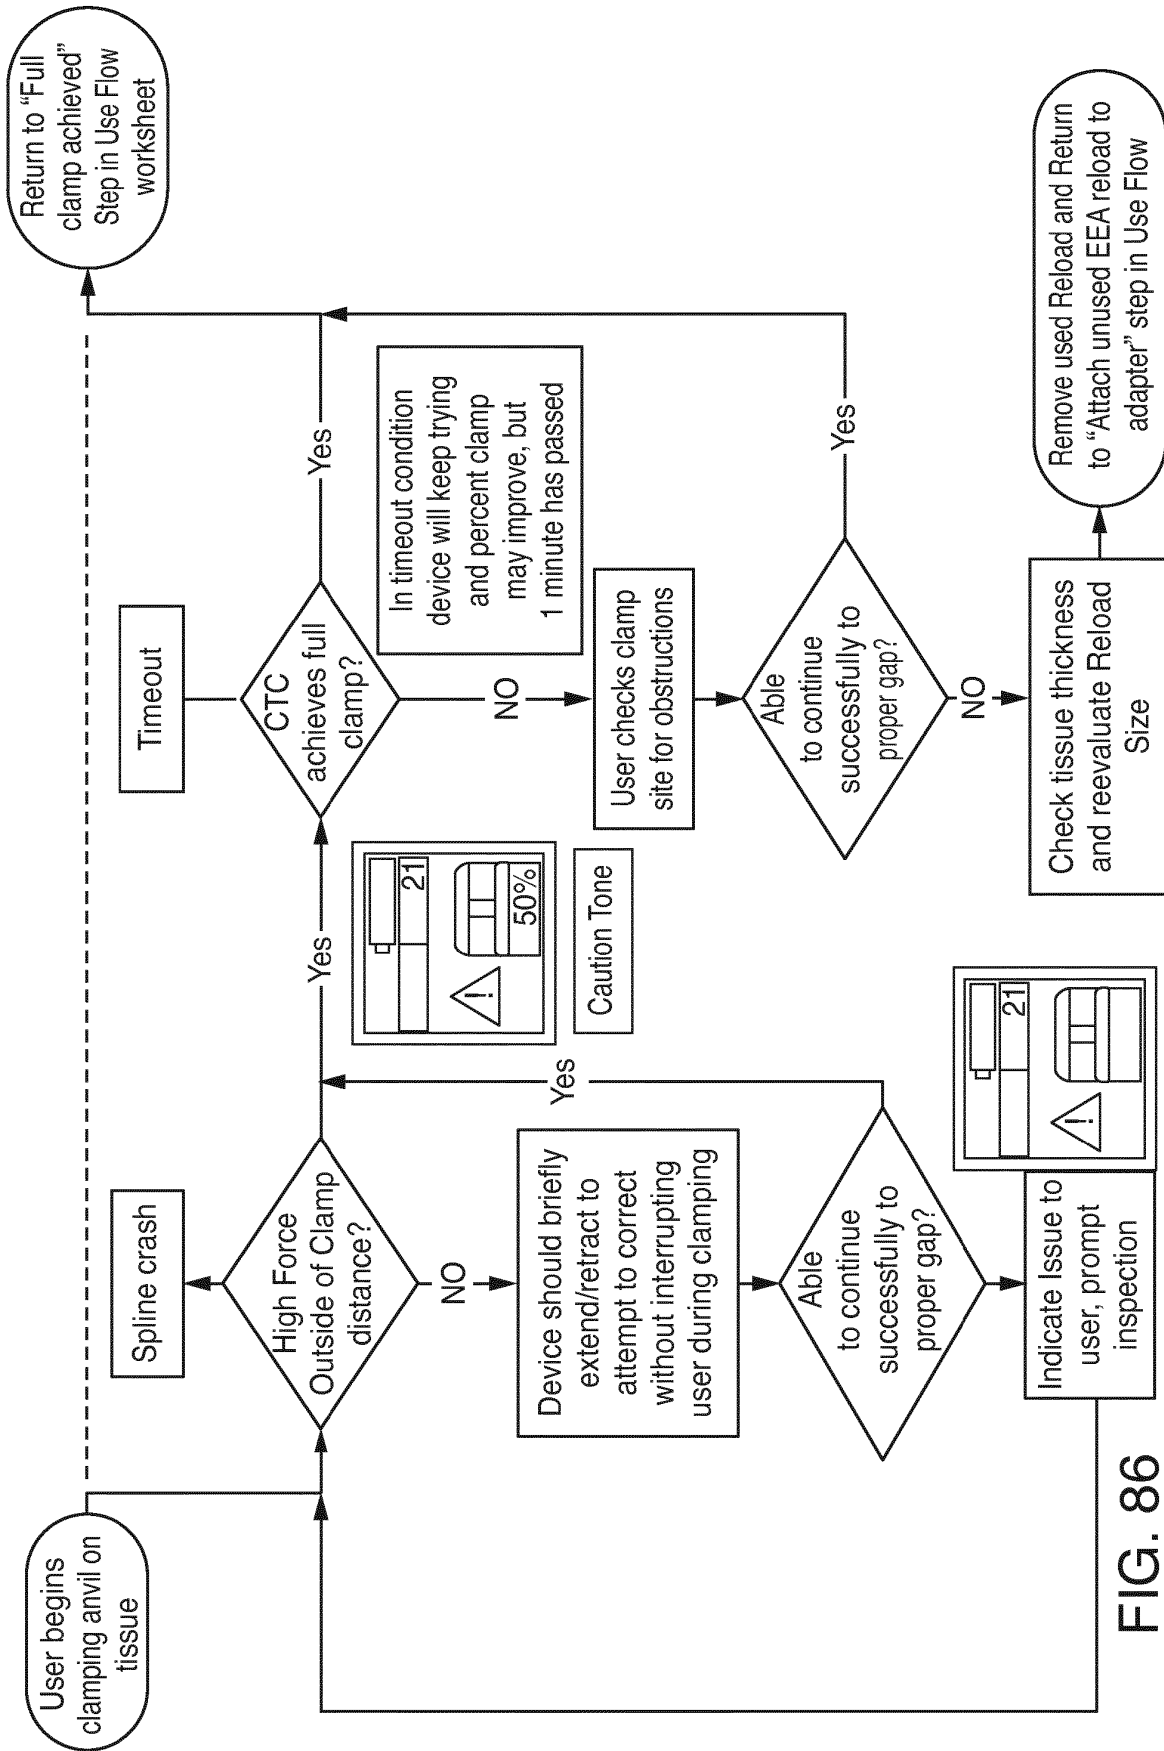 User begins
clamping anvil on
tissue
Return to “Full
clamp achieved”
Step in Use Flow
worksheet
Spline crash
High Force
Outside of Clamp
distance?
Yes
NO
Device should briefly
extend/retract to
attempt to correct
without interrupting
user during clamping
Able
to continue
successfully to
proper gap?
Yes
Indicate Issue to
user, prompt
inspection
21
!
21
!
50%
Caution Tone
Timeout
CTC
achieves full
clamp?
Yes
In timeout condition
device will keep trying
and percent clamp
may improve, but
1 minute has passed
NO
User checks clamp
site for obstructions
Able
to continue
successfully to
proper gap?
Yes
NO
Check tissue thickness
and reevaluate Reload
Size
Remove used Reload and Return
to “Attach unused EEA reload to
adapter” step in Use Flow
FIG. 86